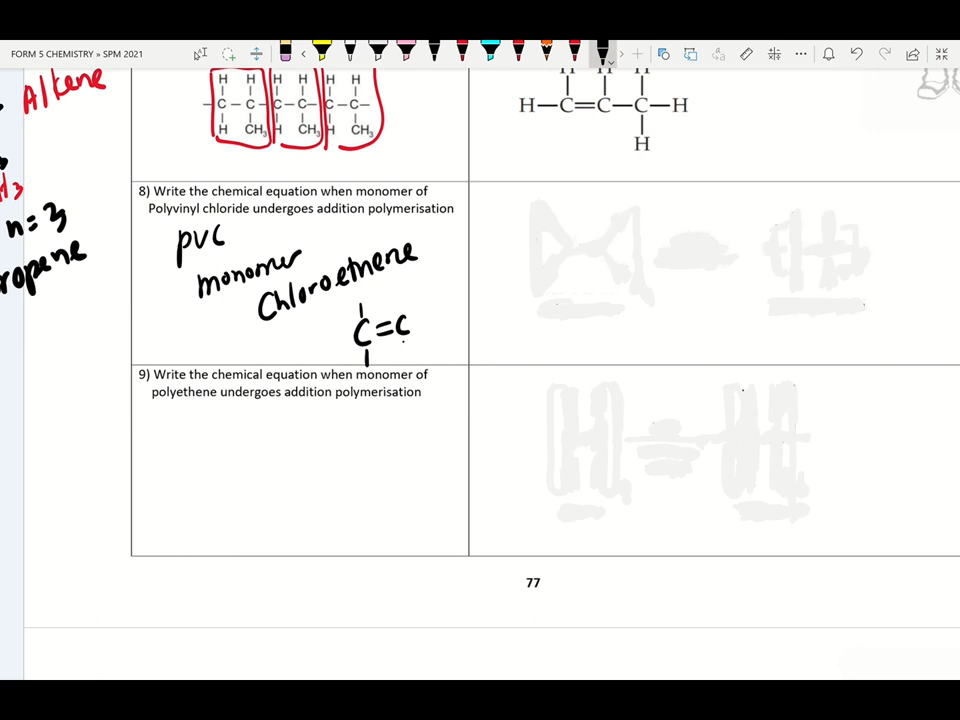 FORM 5 CHEMISTRY » SPM 2021
Alkene
n=3
ropene
H H H H H H
–C–C–C–C–C–C–
H CH3 H CH3 H CH3
H H H
H–C=C–C–H
H
8) Write the chemical equation when monomer of
Polyvinyl chloride undergoes addition polymerisation
PVC
monomer
Chloroethene
C=C
9) Write the chemical equation when monomer of
polyethene undergoes addition polymerisation
77